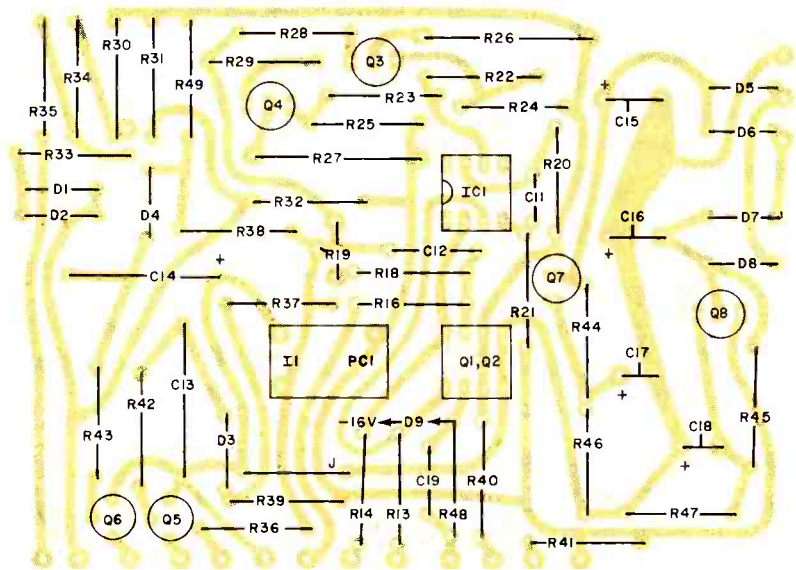 R28
R26
R30
R31
R34
R49
R35
R29
Q3
R22
R23
R24
Q4
R25
+
C15
D5
D6
R33
R27
R20
D1
D2
D4
R32
IC1
C11
R38
R19
C12
C16
+
D7
D8
C14
+
R18
Q7
R37
R16
R21
R44
Q8
I1
PC1
Q1,Q2
C17
+
C13
R42
R43
D3
-16V
D9
R46
R45
C18
+
J
C19
R40
R39
R14
R13
R48
Q6
Q5
R36
R47
R41